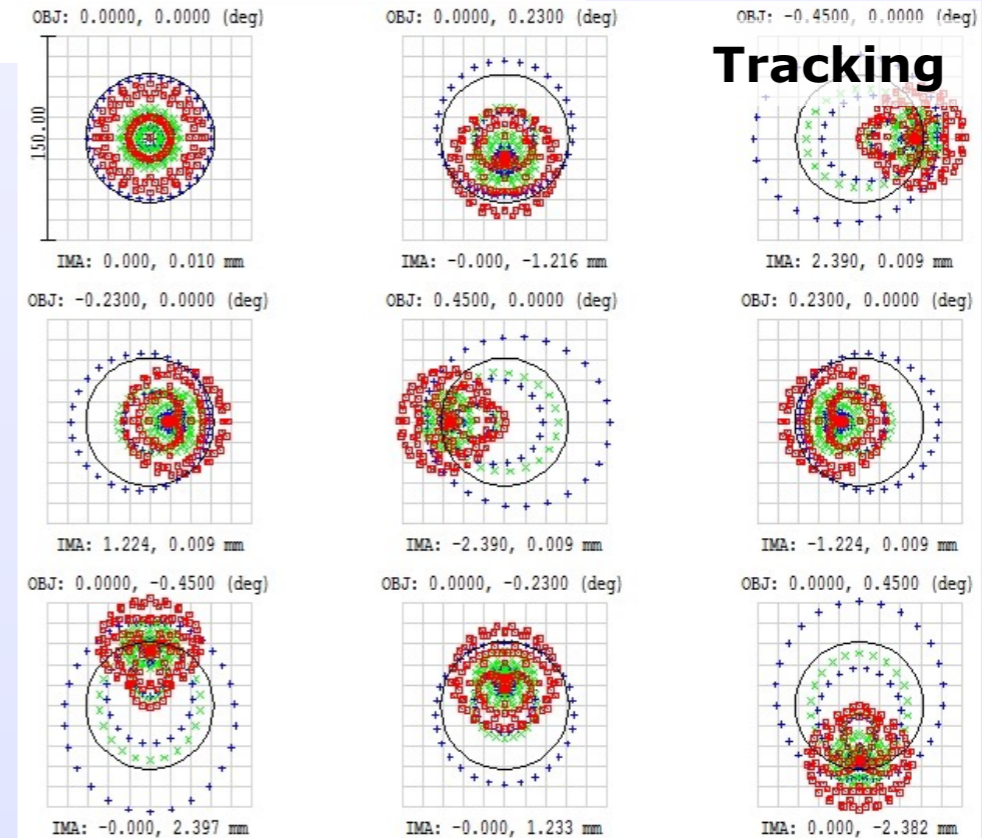 OBJ: 0.0000, 0.0000 (deg)
OBJ: 0.0000, 0.2300 (deg)
OBJ: -0.4500, 0.0000 (deg)
Tracking
150.00
IMA: 0.000, 0.010 mm
IMA: -0.000, -1.216 mm
IMA: 2.390, 0.009 mm
OBJ: -0.2300, 0.0000 (deg)
OBJ: 0.4500, 0.0000 (deg)
OBJ: 0.2300, 0.0000 (deg)
IMA: 1.224, 0.009 mm
IMA: -2.390, 0.009 mm
IMA: -1.224, 0.009 mm
OBJ: 0.0000, -0.4500 (deg)
OBJ: 0.0000, -0.2300 (deg)
OBJ: 0.0000, 0.4500 (deg)
IMA: -0.000, 2.397 mm
IMA: -0.000, 1.233 mm
IMA: 0.000, -2.382 mm